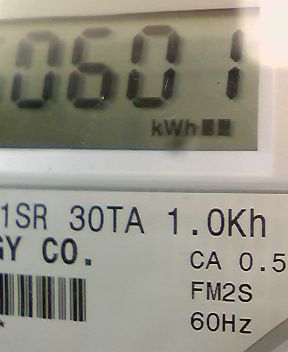 0601
kWh
1SR 30TA 1.0Kh
GY CO.
CA 0.5
FM2S
60Hz